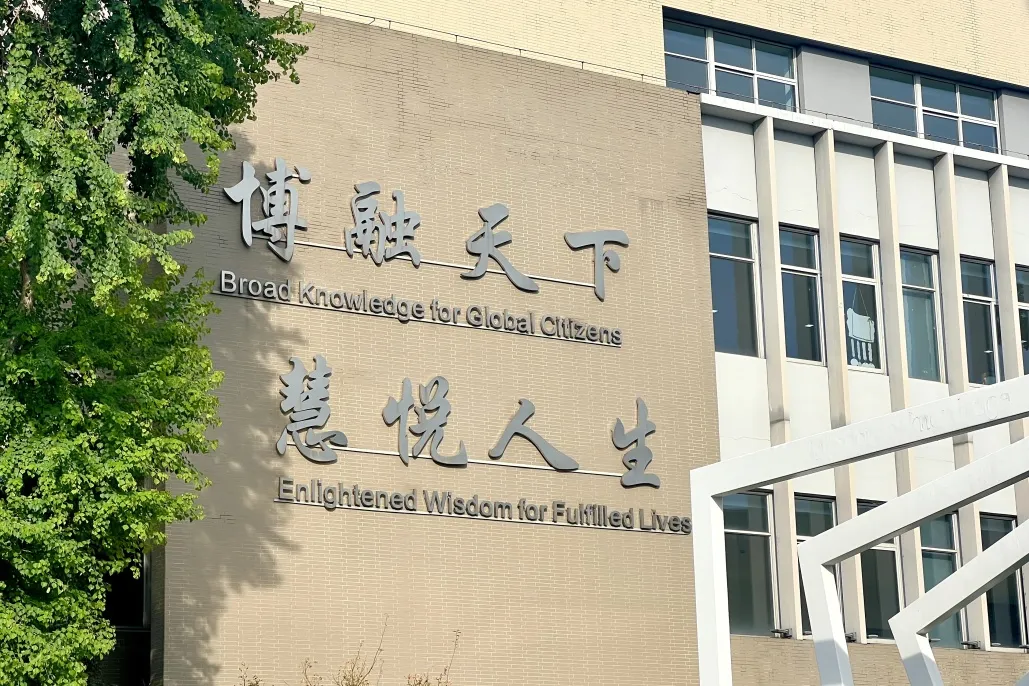 博融天下
Broad Knowledge for Global Citizens
慧悦人生
Enlightened Wisdom for Fulfilled Lives